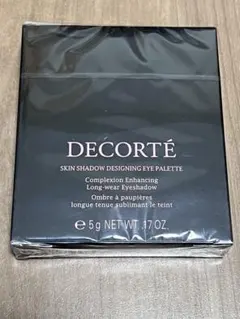 DECORTÉ
SKIN SHADOW DESIGNING EYE PALETTE
Complexion Enhancing
Long-wear Eyeshadow
Ombre à paupières
longue tenue sublimant le teint
℮ 5 g NET WT. .17 OZ.